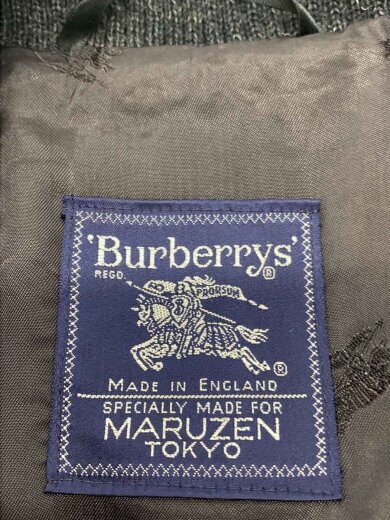 'Burberrys'®
REGD.
PRORSUM
®
MADE IN ENGLAND
SPECIALLY MADE FOR
MARUZEN
TOKYO